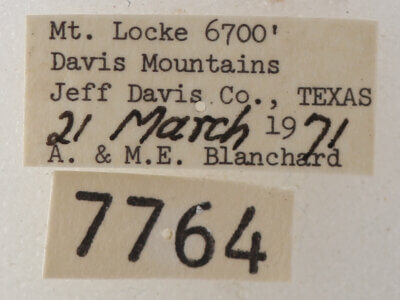 Mt. Locke 6700'
Davis Mountains
Jeff Davis Co., TEXAS
21 March 1971
A. & M.E. Blanchard
7764